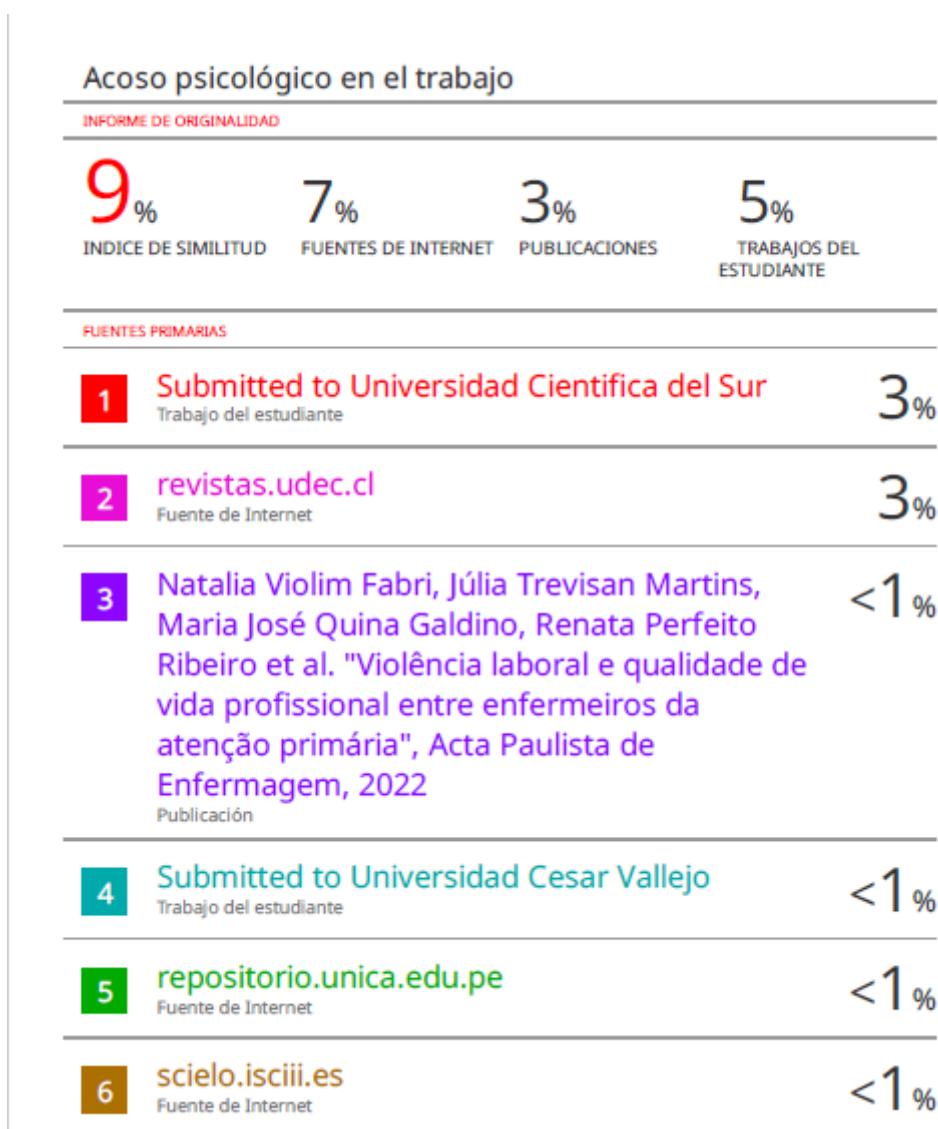 Acoso psicológico en el trabajo
INFORME DE ORIGINALIDAD
9%
7%
3%
5%
INDICE DE SIMILITUD
FUENTES DE INTERNET
PUBLICACIONES
TRABAJOS DEL
ESTUDIANTE
FUENTES PRIMARIAS
1
Submitted to Universidad Cientifica del Sur
Trabajo del estudiante
3%
2
revistas.udec.cl
Fuente de Internet
3%
3
Natalia Violim Fabri, Júlia Trevisan Martins,
Maria José Quina Galdino, Renata Perfeito
Ribeiro et al. "Violência laboral e qualidade de
vida profissional entre enfermeiros da
atenção primária", Acta Paulista de
Enfermagem, 2022
Publicación
<1%
4
Submitted to Universidad Cesar Vallejo
Trabajo del estudiante
<1%
5
repositorio.unica.edu.pe
Fuente de Internet
<1%
6
scielo.isciii.es
Fuente de Internet
<1%